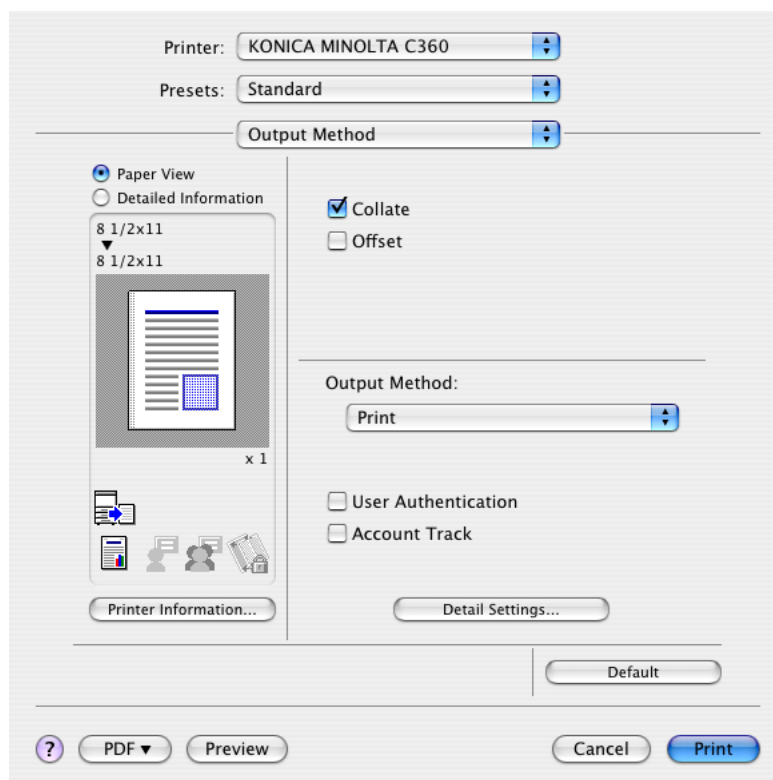 Printer: KONICA MINOLTA C360
Presets: Standard
Output Method
Paper View
Detailed Information
8 1/2x11
8 1/2x11
x 1
Printer Information...
Collate
Offset
Output Method:
Print
User Authentication
Account Track
Detail Settings...
Default
? PDF▼ Preview Cancel Print